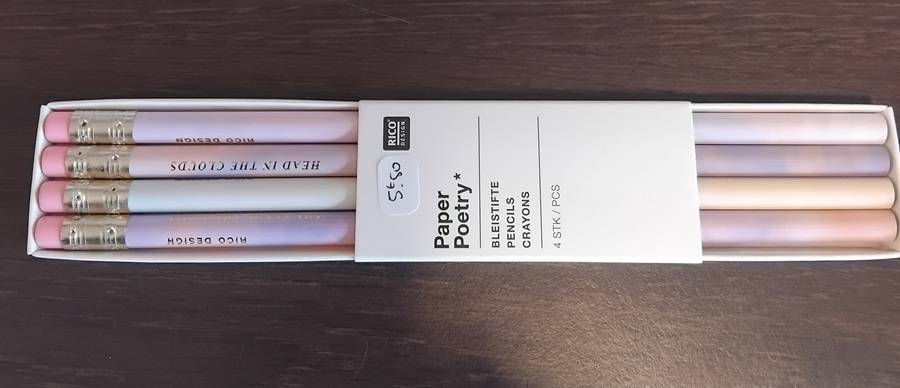 RICO
DESIGN
5€80
Paper
Poetry*
BLEISTIFTE
PENCILS
CRAYONS
4 STK / PCS
RICO DESIGN
HEAD IN THE CLOUDS
RICO DESIGN